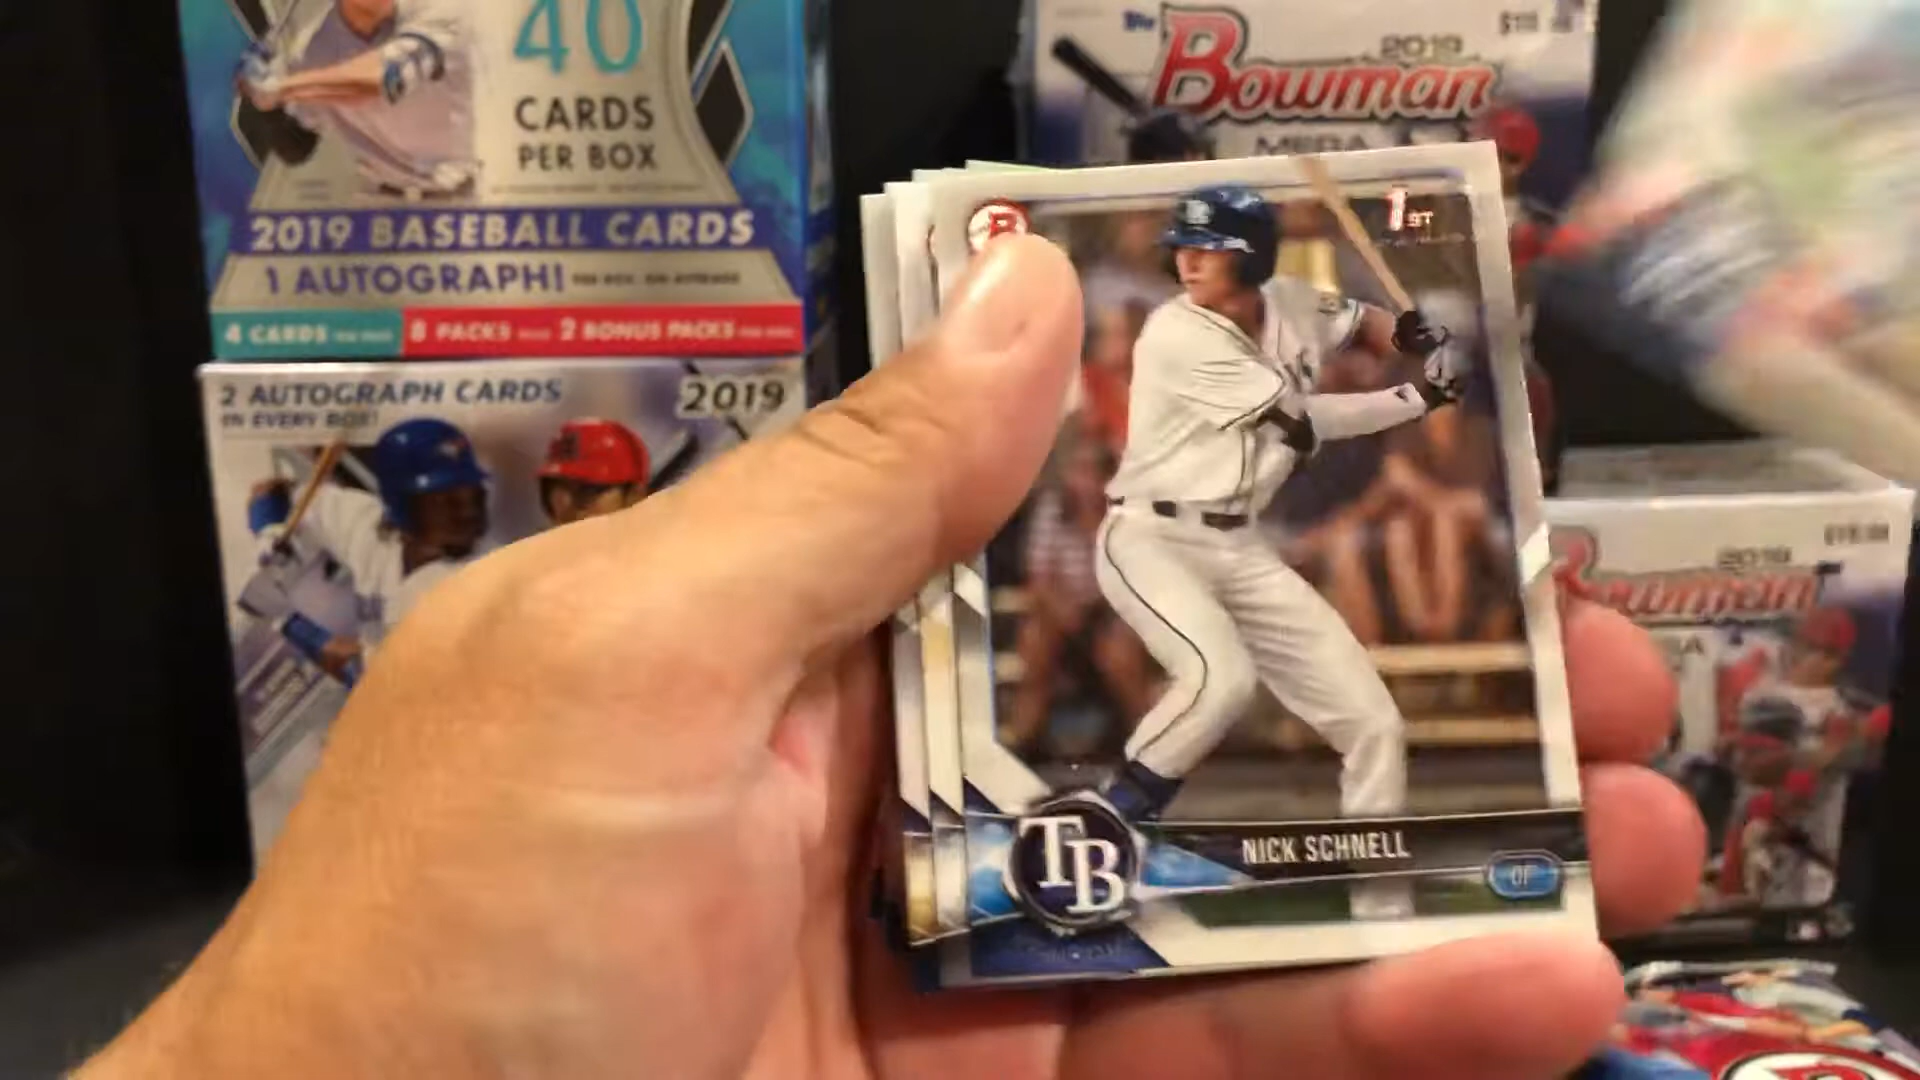 40
CARDS
PER BOX
2019 BASEBALL CARDS
1 AUTOGRAPH!
4 CARDS
8 PACKS
2 BONUS PACKS
2 AUTOGRAPH CARDS
IN EVERY BOX!
2019
2019
Bowman
MEGA
B
1ST
TB
NICK SCHNELL
OF
2019
Bowman